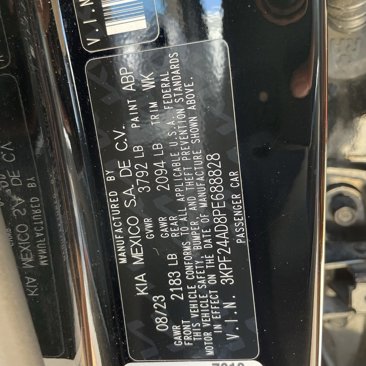 V.I.N
MANUFACTURED BY
KIA MEXICO S.A. DE C.V.
08/23 GVWR 3792 LB PAINT ABP
GAWR FRONT 2183 LB GAWR REAR 2094 LB TRIM WK
THIS VEHICLE CONFORMS TO ALL APPLICABLE U.S.A. FEDERAL
MOTOR VEHICLE SAFETY, BUMPER, AND THEFT PREVENTION STANDARDS
IN EFFECT ON THE DATE OF MANUFACTURE SHOWN ABOVE.
V.I.N. 3KPF24AD8PE688828
PASSENGER CAR